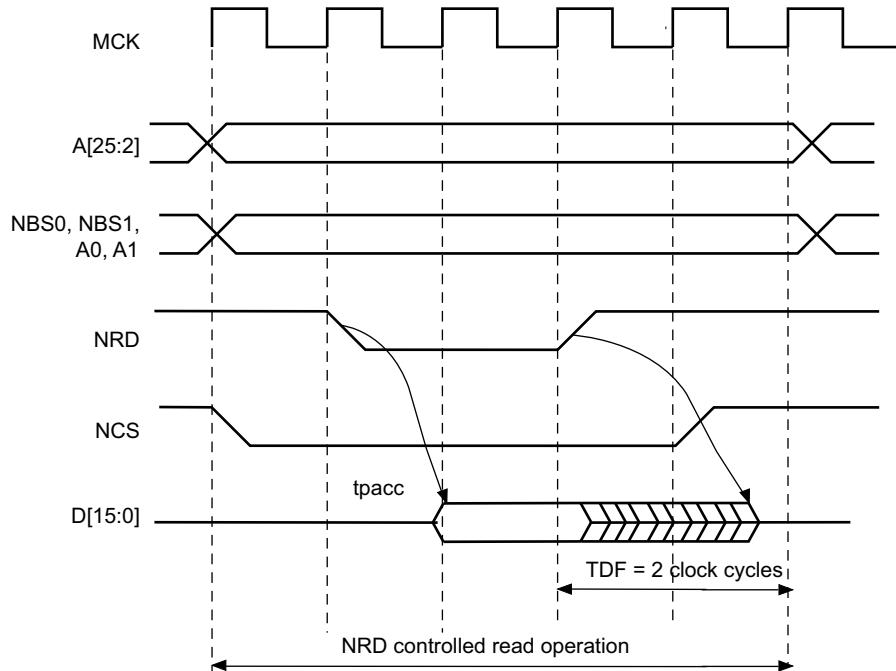 MCK
A[25:2]
NBS0, NBS1,
A0, A1
NRD
NCS
tpacc
D[15:0]
TDF = 2 clock cycles
NRD controlled read operation